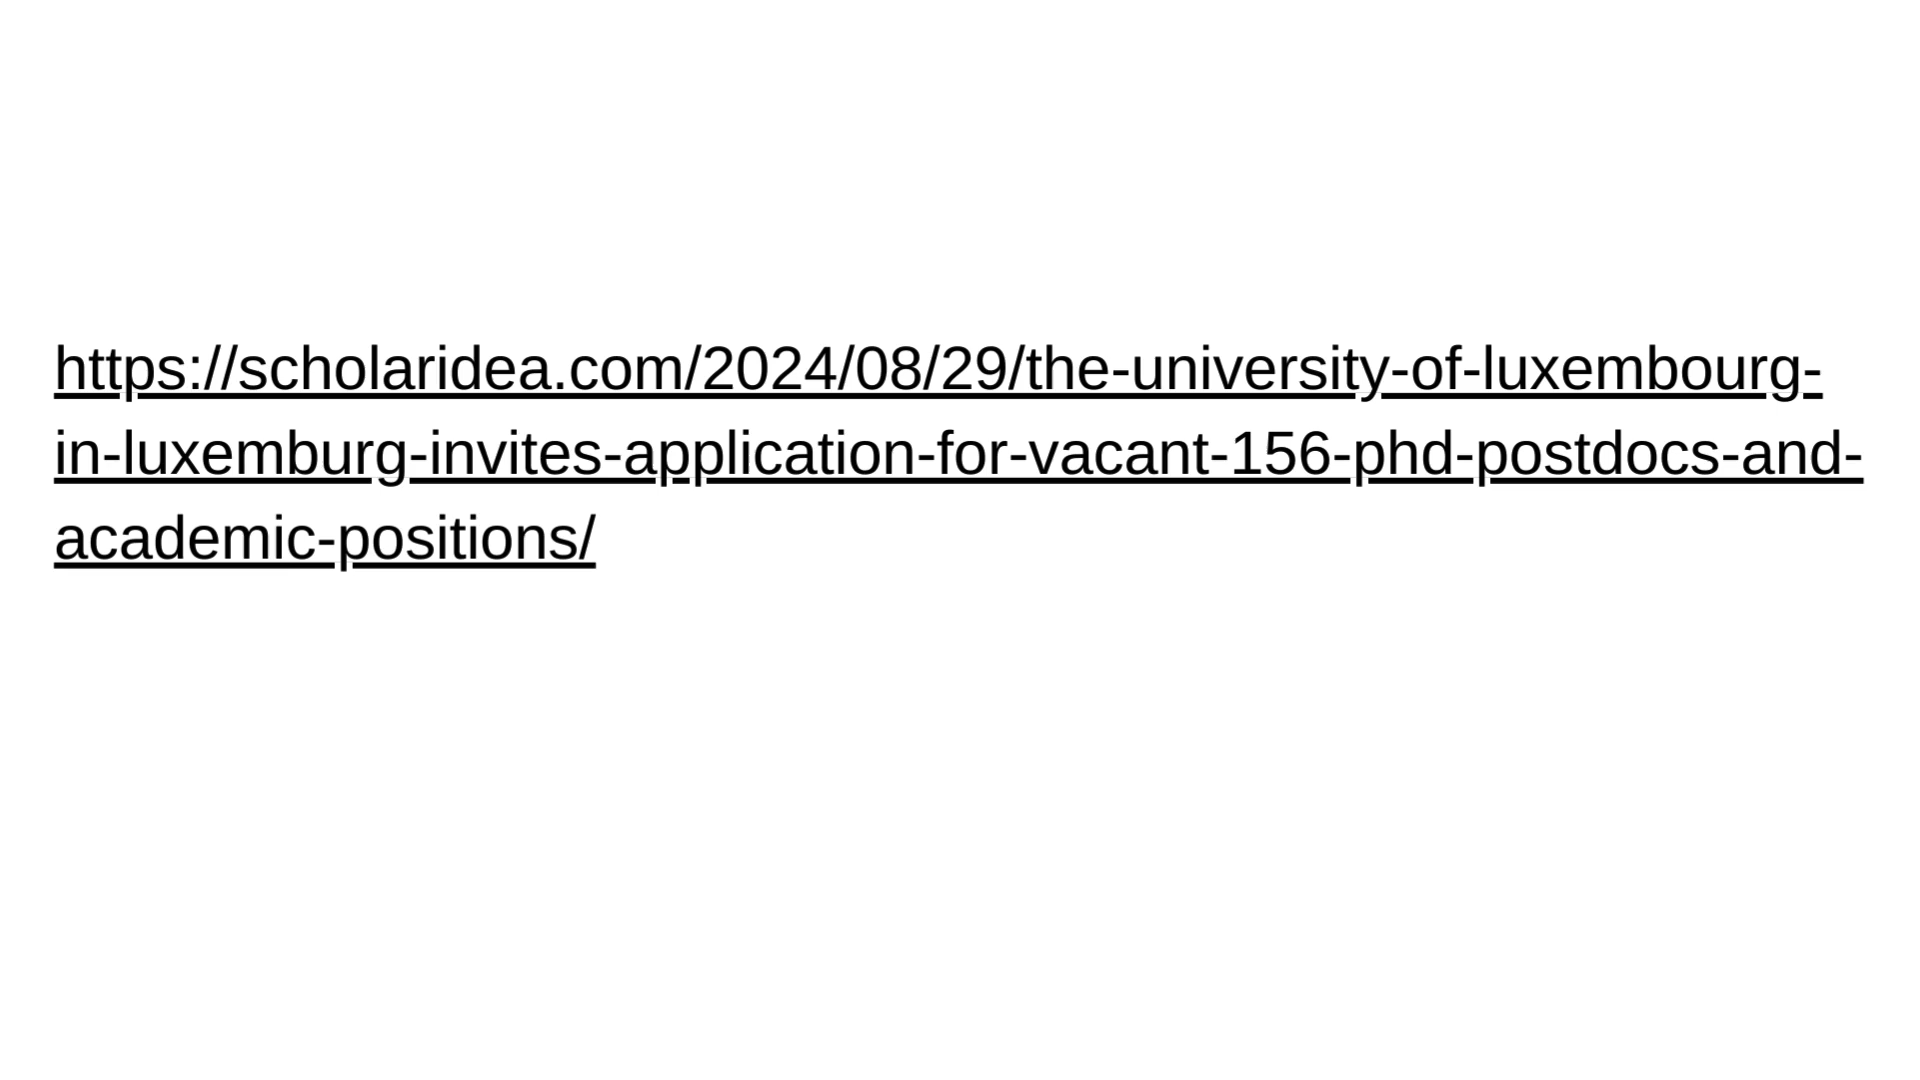 https://scholaridea.com/2024/08/29/the-university-of-luxembourg-
in-luxemburg-invites-application-for-vacant-156-phd-postdocs-and-
academic-positions/